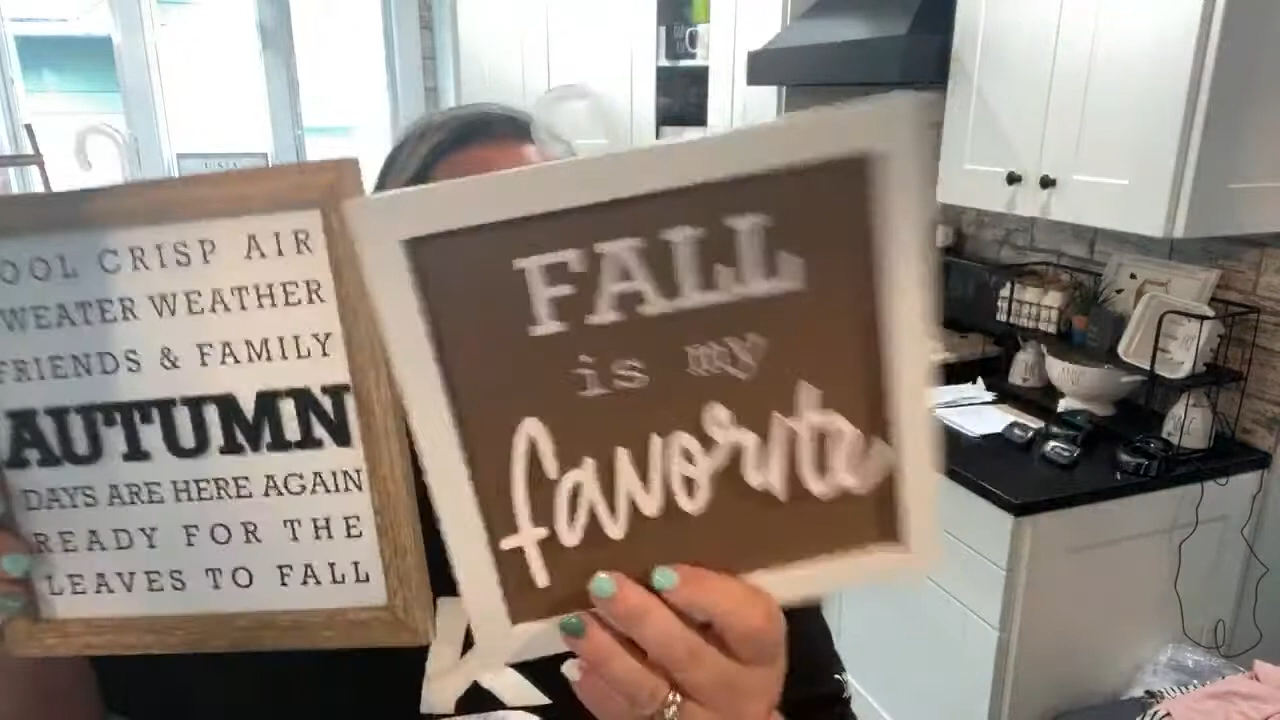 OOL CRISP AIR
WEATER WEATHER
FRIENDS & FAMILY
AUTUMN
DAYS ARE HERE AGAIN
READY FOR THE
LEAVES TO FALL
FALL
is my
favorite